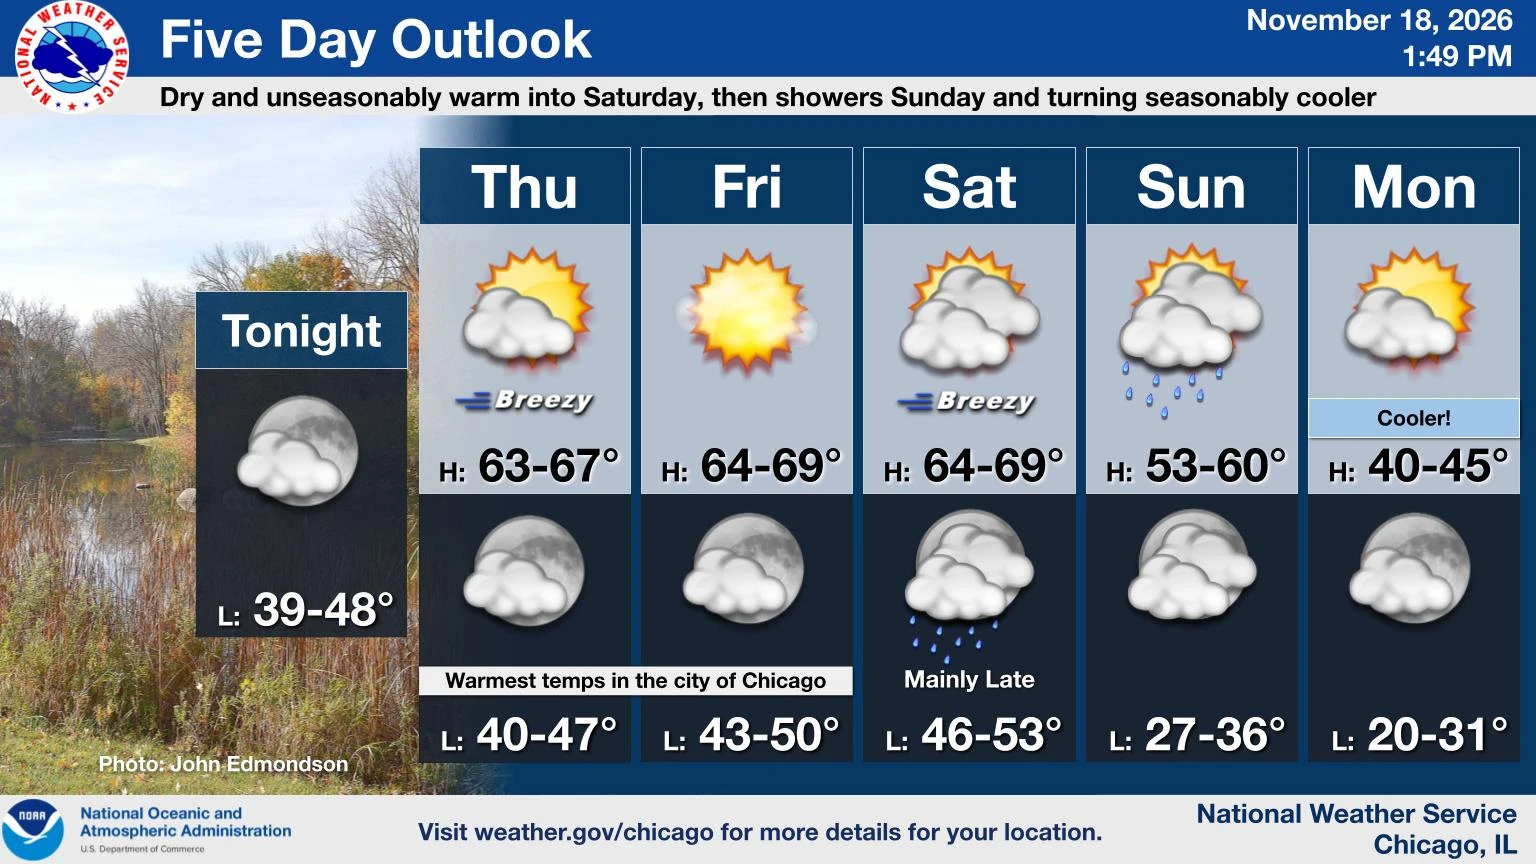 NATIONAL WEATHER SERVICE
Five Day Outlook
November 18, 2026
1:49 PM
Dry and unseasonably warm into Saturday, then showers Sunday and turning seasonably cooler
Tonight
L: 39-48°
Thu
Breezy
H: 63-67°
L: 40-47°
Fri
H: 64-69°
L: 43-50°
Warmest temps in the city of Chicago
Sat
Breezy
H: 64-69°
Mainly Late
L: 46-53°
Sun
H: 53-60°
L: 27-36°
Mon
Cooler!
H: 40-45°
L: 20-31°
Photo: John Edmondson
NOAA
National Oceanic and
Atmospheric Administration
U.S. Department of Commerce
Visit weather.gov/chicago for more details for your location.
National Weather Service
Chicago, IL